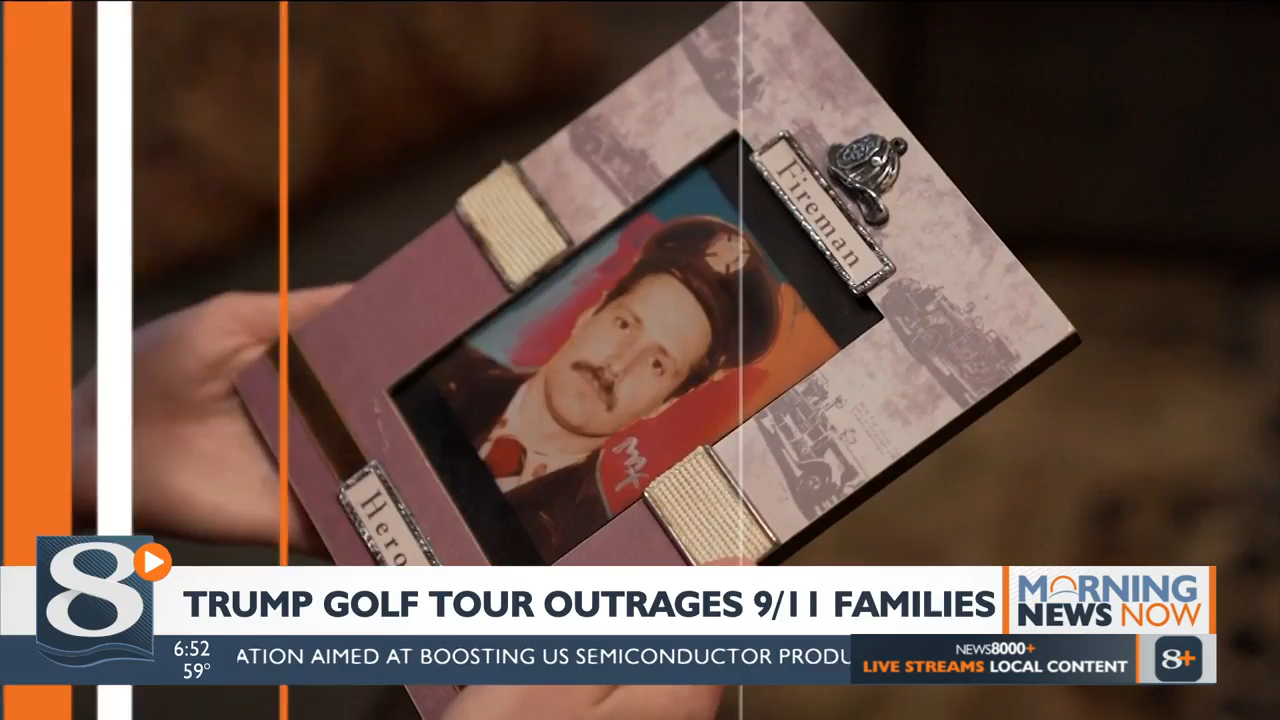 Fireman
Hero
8
TRUMP GOLF TOUR OUTRAGES 9/11 FAMILIES
MORNING
NEWS NOW
6:52
59°
ATION AIMED AT BOOSTING US SEMICONDUCTOR PRODU
NEWS8000+
LIVE STREAMS LOCAL CONTENT
8+